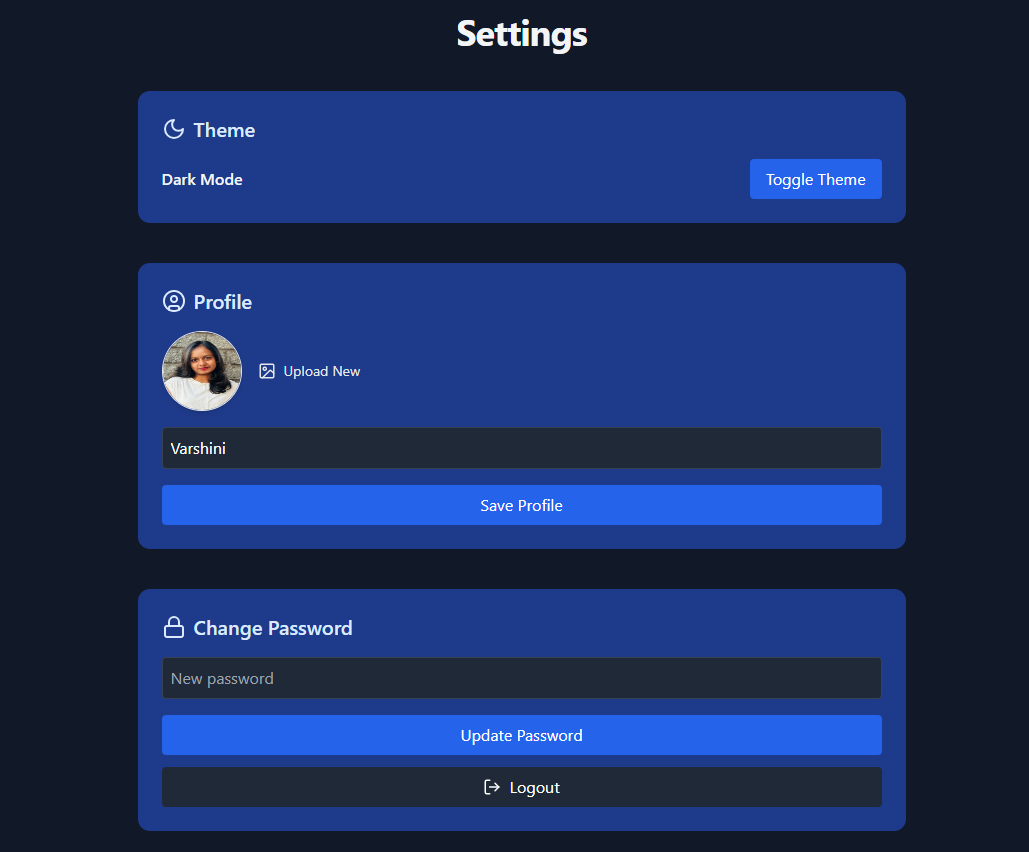 Settings
Theme
Dark Mode
Toggle Theme
Profile
Upload New
Varshini
Save Profile
Change Password
New password
Update Password
Logout